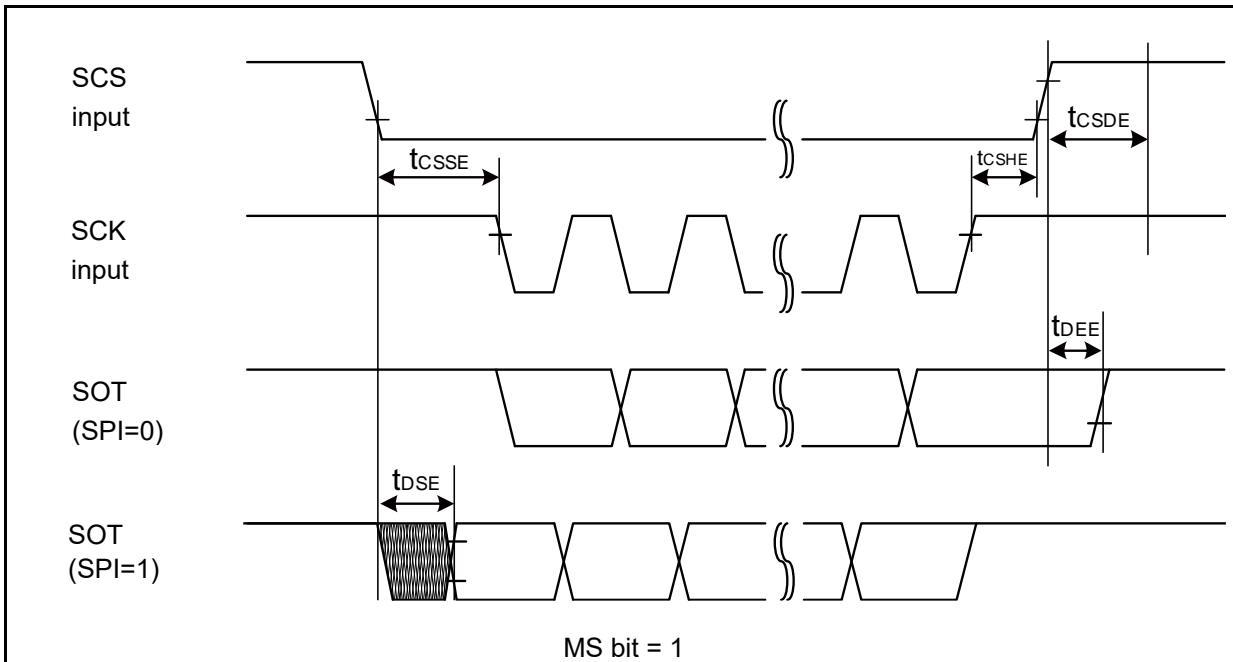 SCS
input
tCSDE
tCSSE
tCSHE
SCK
input
tDEE
SOT
(SPI=0)
tDSE
SOT
(SPI=1)
MS bit = 1